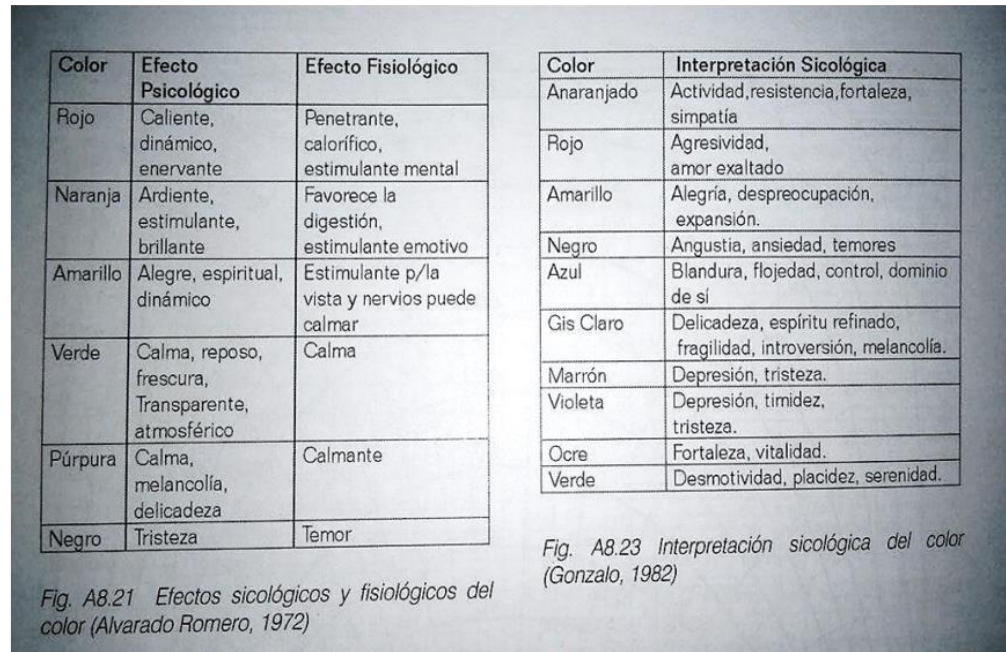 Color Efecto Psicológico Efecto Fisiológico
Rojo Caliente, Penetrante,
dinámico, calorífico,
enervante estimulante mental
Naranja Ardiente, Favorece la
estimulante, digestión,
brillante estimulante emotivo
Amarillo Alegre, espiritual, Estimulante p/la
dinámico vista y nervios puede
calmar
Verde Calma, reposo, Calma
frescura,
Transparente,
atmosférico
Púrpura Calma, Calmante
melancolía,
delicadeza
Negro Tristeza Temor
Fig. A8.21 Efectos sicológicos y fisiológicos del
color (Alvarado Romero, 1972)
Color Interpretación Sicológica
Anaranjado Actividad,resistencia,fortaleza,
simpatía
Rojo Agresividad,
amor exaltado
Amarillo Alegría, despreocupación,
expansión.
Negro Angustia, ansiedad, temores
Azul Blandura, flojedad, control, dominio
de sí
Gis Claro Delicadeza, espíritu refinado,
fragilidad, introversión, melancolía.
Marrón Depresión, tristeza.
Violeta Depresión, timidez,
tristeza.
Ocre Fortaleza, vitalidad.
Verde Desmotividad, placidez, serenidad.
Fig. A8.23 Interpretación sicológica del color
(Gonzalo, 1982)